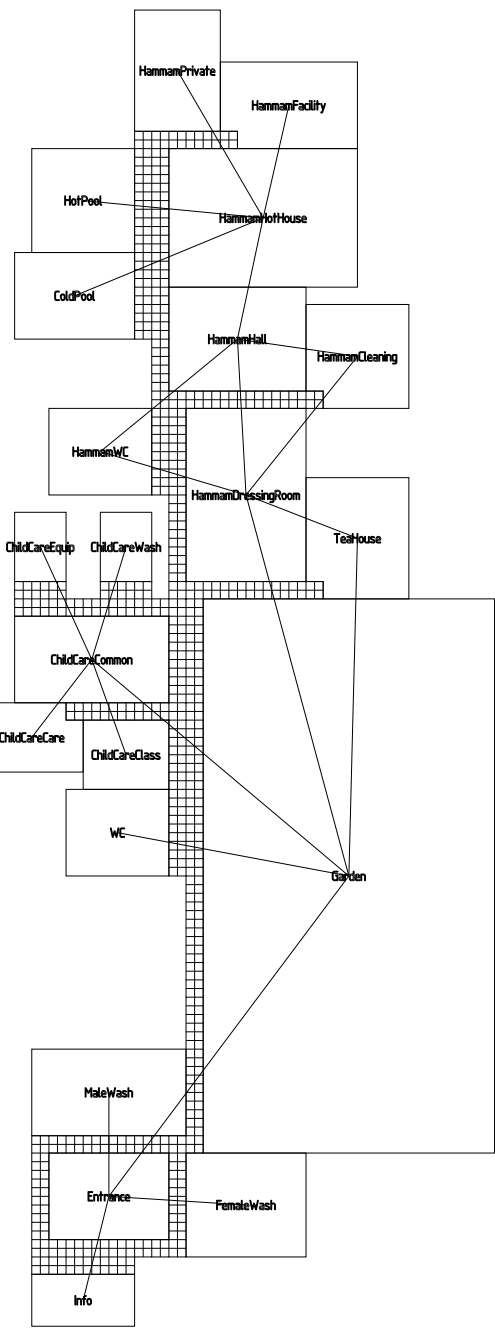 HammamPrivate
HammamFacility
HotPool
HammamHotHouse
ColdPool
HammamHall
HammamCleaning
HammamWC
HammamDressingRoom
TeaHouse
ChildCareEquip
ChildCareWash
ChildCareCommon
ChildCareCare
ChildCareClass
WC
Garden
MaleWash
Entrance
FemaleWash
Info